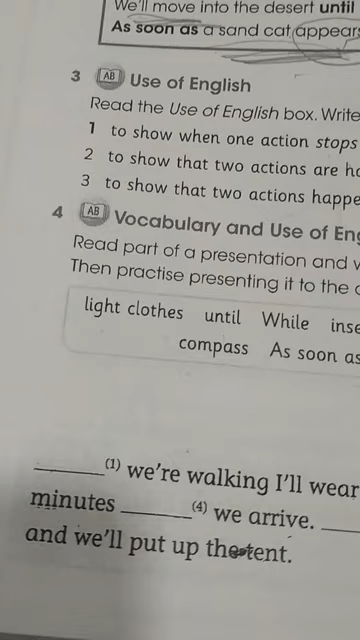 We'll move into the desert until
As soon as a sand cat appears
3 AB Use of English
Read the Use of English box. Write
1 to show when one action stops
2 to show that two actions are
3 to show that two actions
4 AB Vocabulary and Use of
Read part of a presentation and
Then practise presenting it to the
light clothes until While
compass As soon as
______(1) we're walking I'll wear
minutes ______(4) we arrive. ___
and we'll put up the tent.